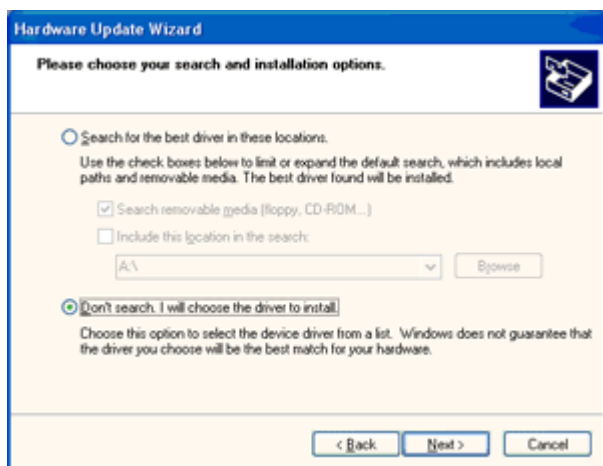 Hardware Update Wizard
Please choose your search and installation options.
Search for the best driver in these locations.
Use the check boxes below to limit or expand the default search, which includes local
paths and removable media. The best driver found will be installed.
Search removable media (floppy, CD-ROM...)
Include this location in the search:
A:\
Browse
Don't search. I will choose the driver to install.
Choose this option to select the device driver from a list. Windows does not guarantee that
the driver you choose will be the best match for your hardware.
< Back
Next >
Cancel